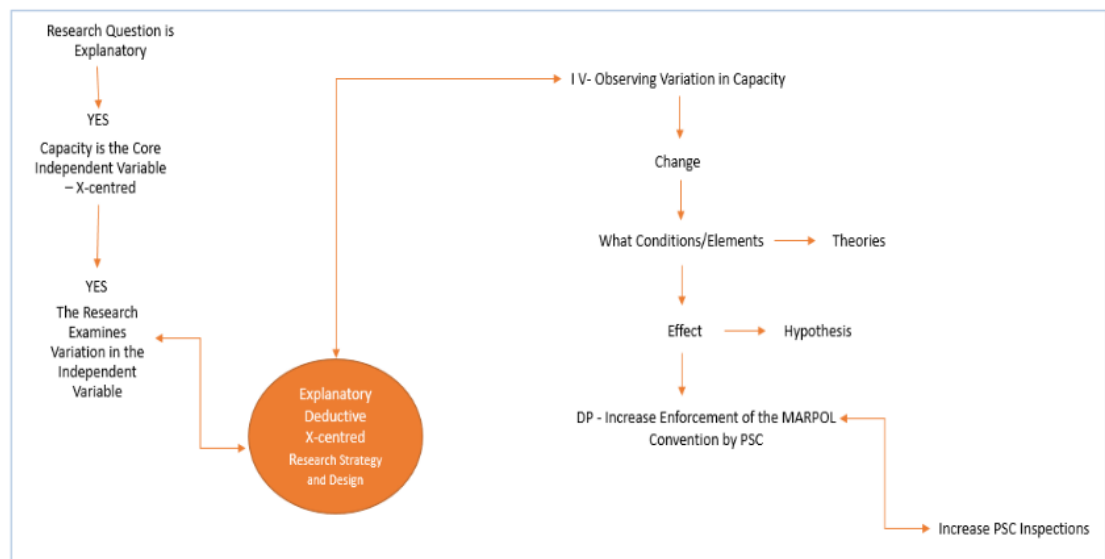 Research Question is
Explanatory
YES
Capacity is the Core
Independent Variable
– X-centred
YES
The Research
Examines
Variation in the
Independent
Variable
Explanatory
Deductive
X-centred
Research Strategy
and Design
I V- Observing Variation in Capacity
Change
What Conditions/Elements
Theories
Effect
Hypothesis
DP - Increase Enforcement of the MARPOL
Convention by PSC
Increase PSC Inspections